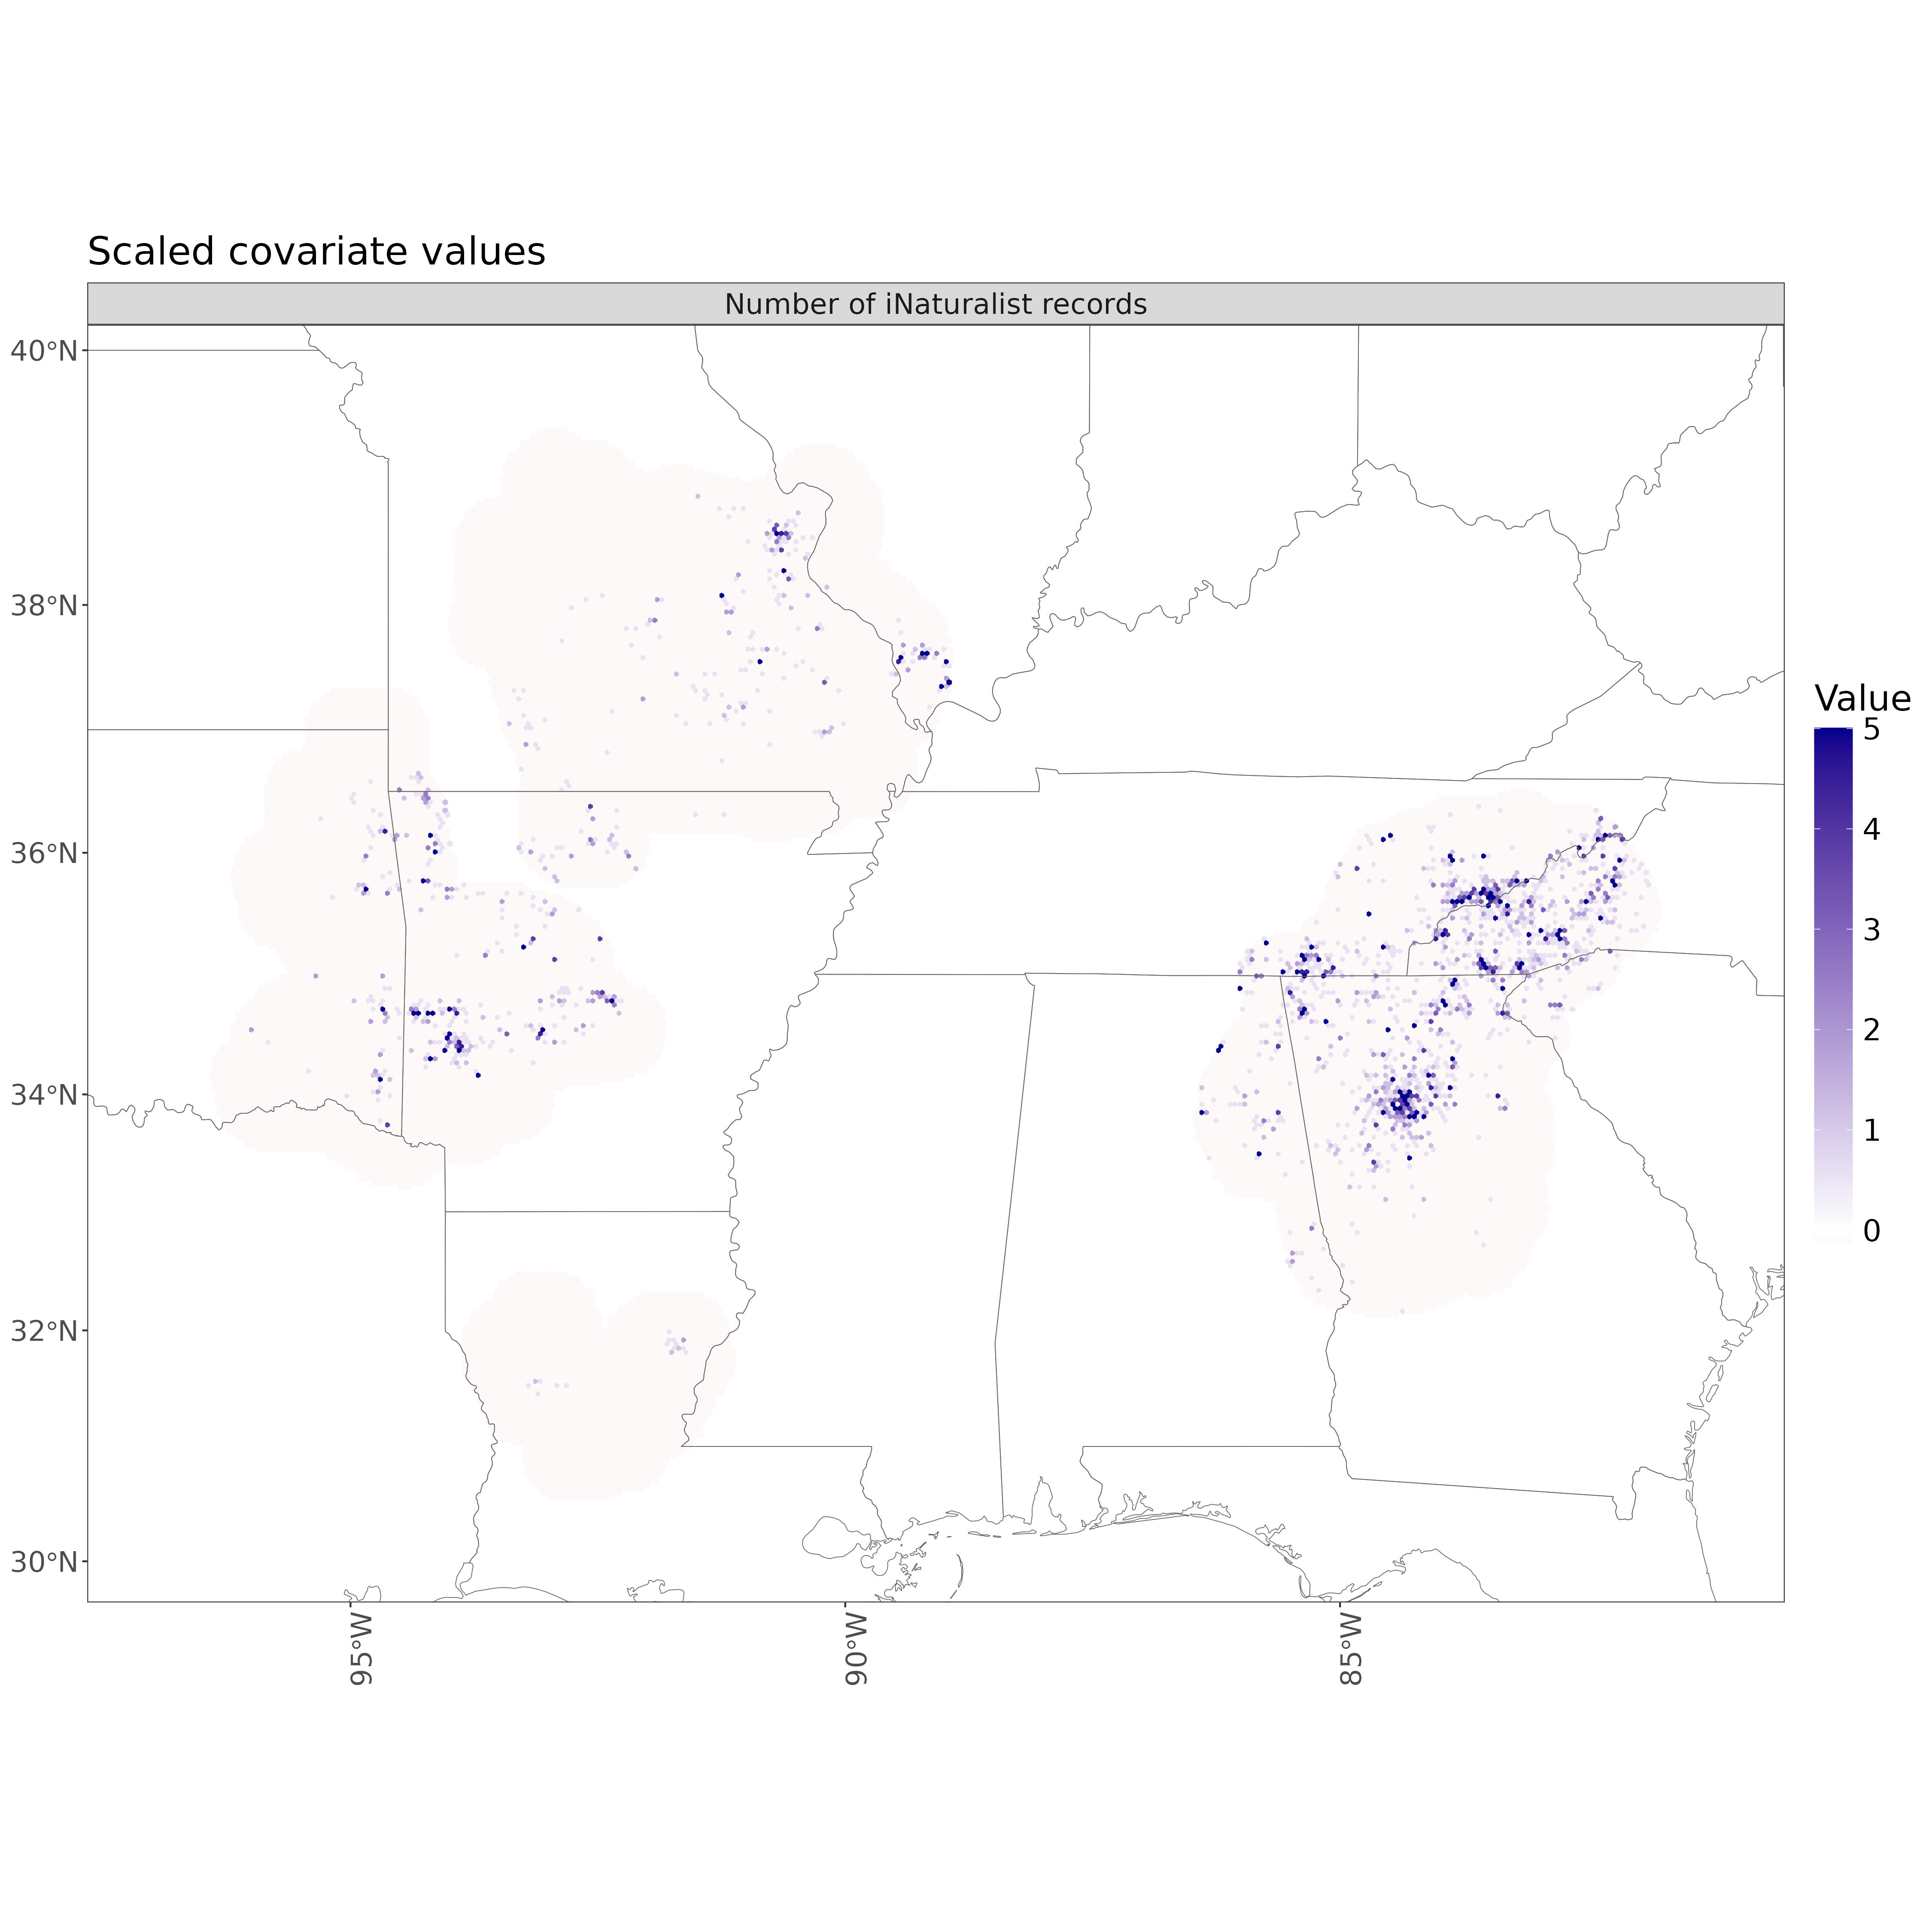 Scaled covariate values
Number of iNaturalist records
40°N
38°N
36°N
34°N
32°N
30°N
95°W
90°W
85°W
Value
5
4
3
2
1
0